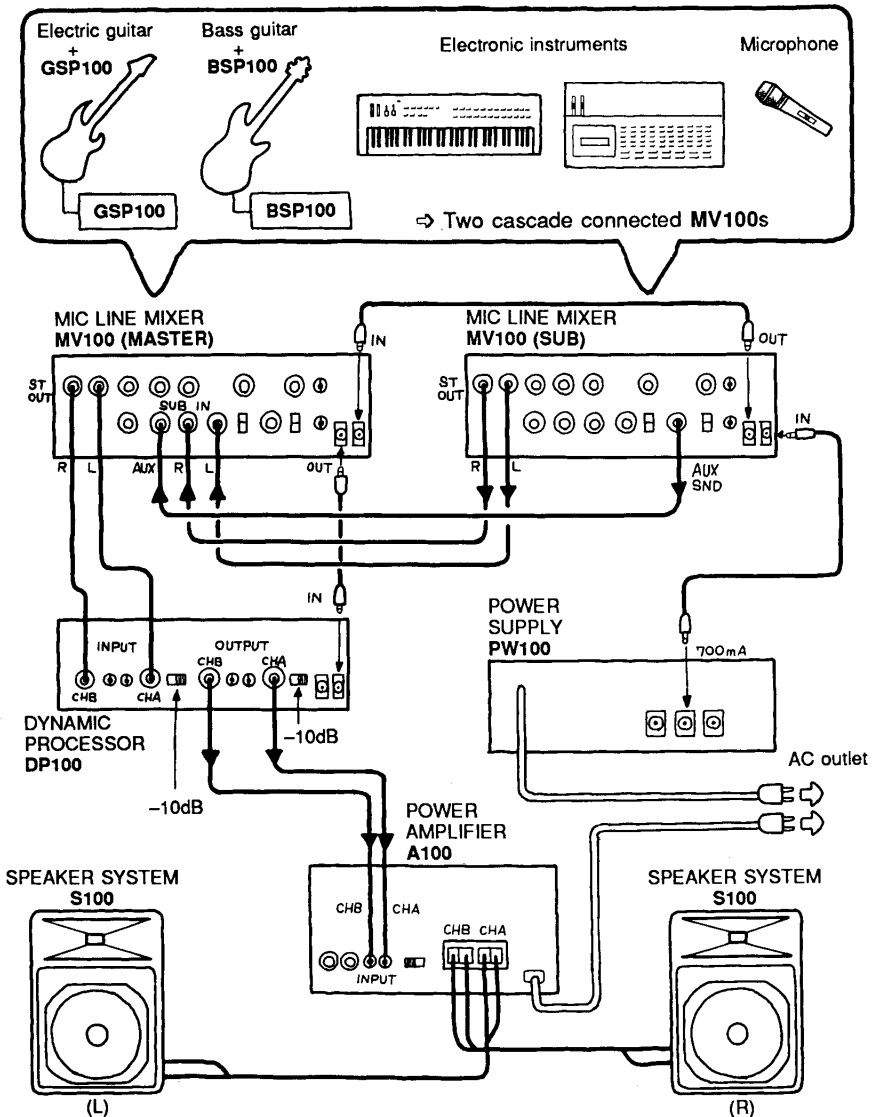 Electric guitar
+
GSP100
Bass guitar
+
BSP100
Electronic instruments
Microphone
GSP100
BSP100
⇨ Two cascade connected MV100s
MIC LINE MIXER
MV100 (MASTER)
IN
MIC LINE MIXER
MV100 (SUB)
OUT
ST
OUT
SUB IN
R
L
AUX
R
L
OUT
ST
OUT
IN
R
L
AUX
SND
IN
INPUT
OUTPUT
CHB
CHA
CHB
CHA
DYNAMIC
PROCESSOR
DP100
-10dB
-10dB
POWER
SUPPLY
PW100
700mA
AC outlet
POWER
AMPLIFIER
A100
CHB
CHA
CHB CHA
INPUT
SPEAKER SYSTEM
S100
(L)
SPEAKER SYSTEM
S100
(R)